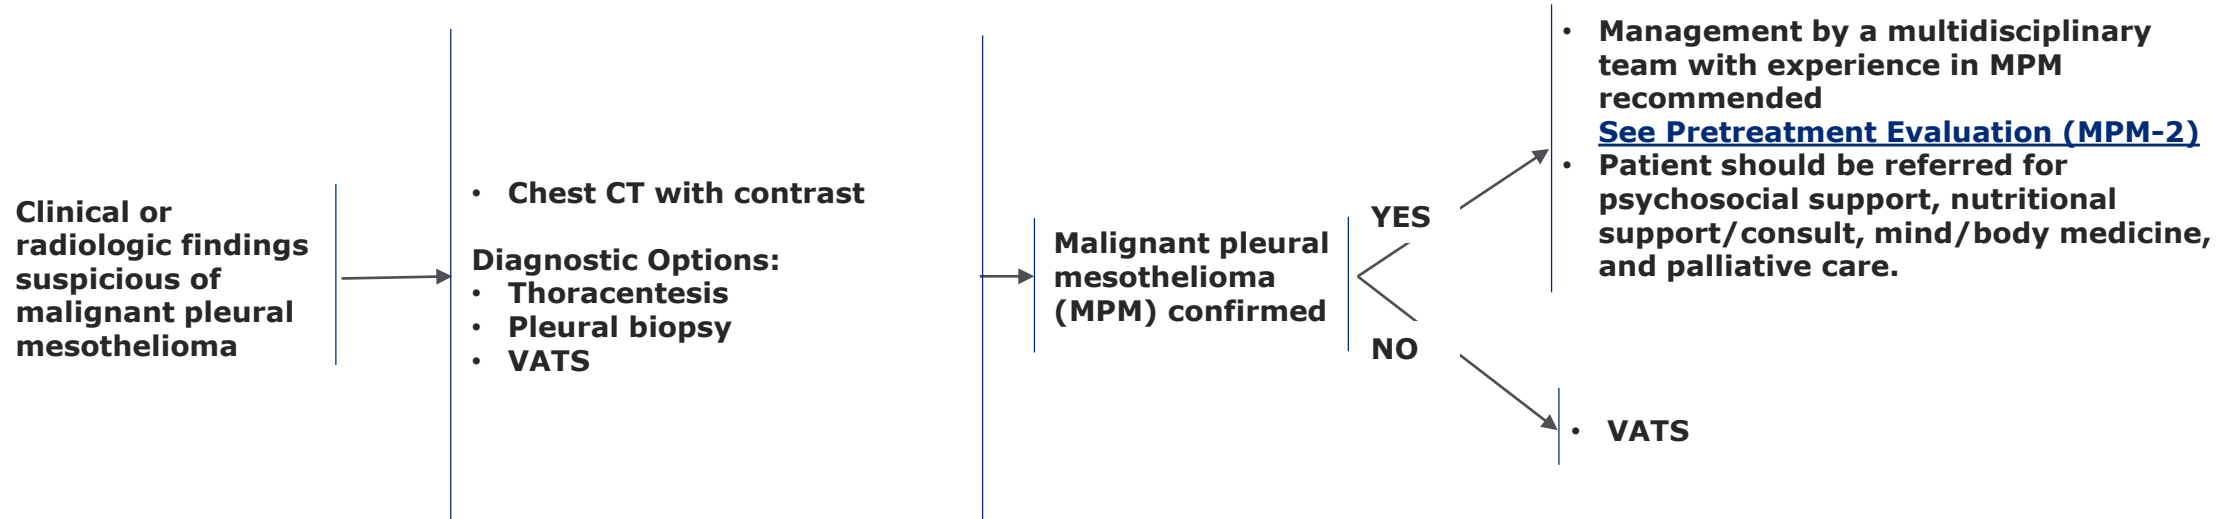 Clinical or
radiologic findings
suspicious of
malignant pleural
mesothelioma
• Chest CT with contrast
Diagnostic Options:
• Thoracentesis
• Pleural biopsy
• VATS
Malignant pleural
mesothelioma
(MPM) confirmed
YES
• Management by a multidisciplinary
team with experience in MPM
recommended
See Pretreatment Evaluation (MPM-2)
• Patient should be referred for
psychosocial support, nutritional
support/consult, mind/body medicine,
and palliative care.
NO
• VATS